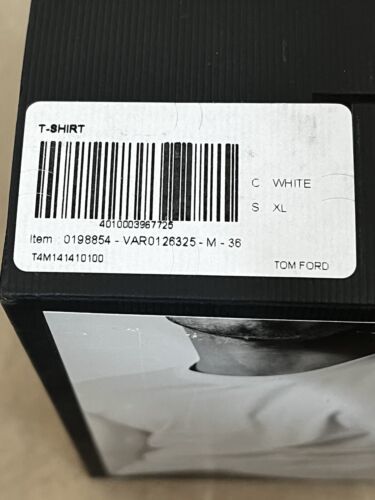 T-SHIRT
C WHITE
S XL
4010003967725
Item : 0198854 - VAR0126325 - M - 36
T4M141410100
TOM FORD